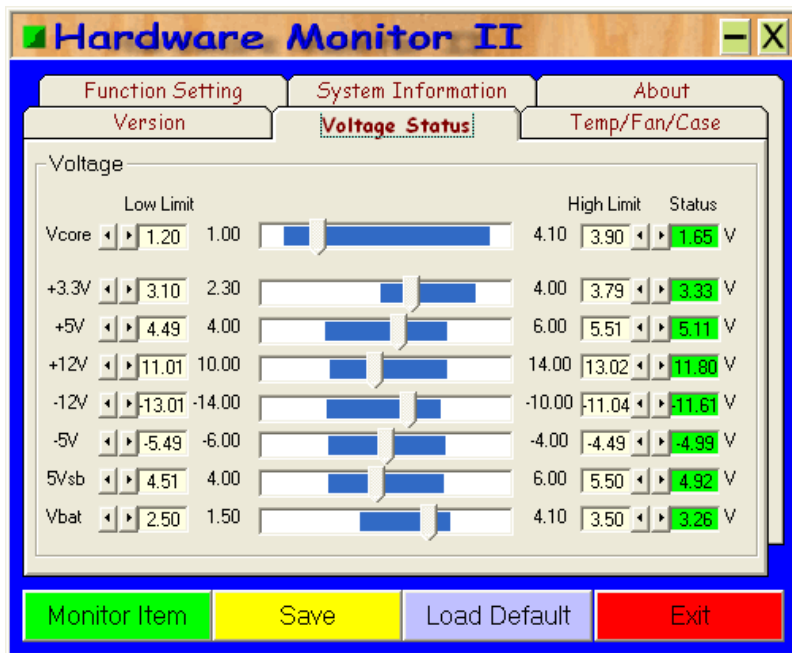 Hardware Monitor II
Function Setting System Information About
Version Voltage Status Temp/Fan/Case
Voltage
Low Limit High Limit Status
Vcore 1.20 1.00 4.10 3.90 1.65 V
+3.3V 3.10 2.30 4.00 3.79 3.33 V
+5V 4.49 4.00 6.00 5.51 5.11 V
+12V 11.01 10.00 14.00 13.02 11.80 V
-12V -13.01 -14.00 -10.00 -11.04 -11.61 V
-5V -5.49 -6.00 -4.00 -4.49 -4.99 V
5Vsb 4.51 4.00 6.00 5.50 4.92 V
Vbat 2.50 1.50 4.10 3.50 3.26 V
Monitor Item Save Load Default Exit